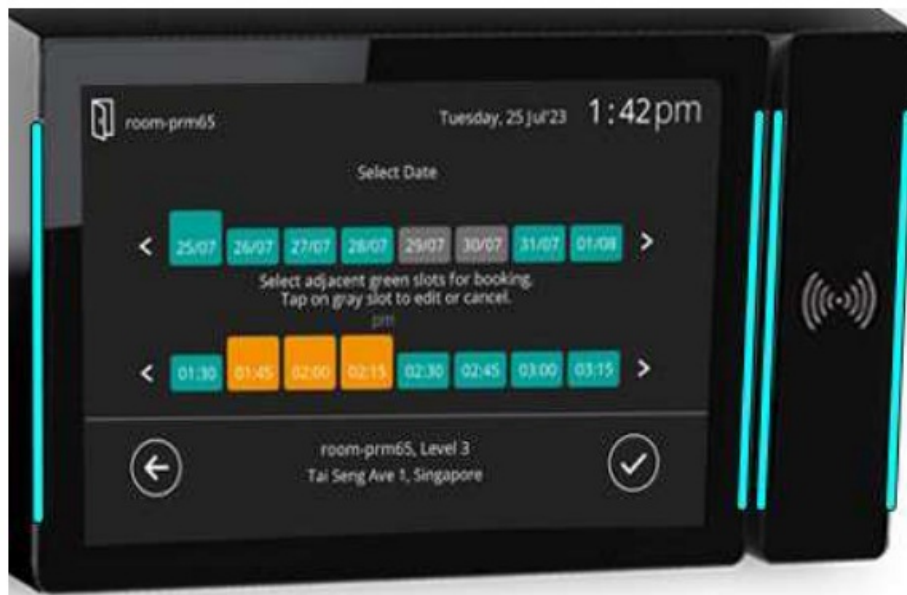 room-prm65
Tuesday, 25 Jul'23 1:42pm
Select Date
< 25/07 26/07 27/07 28/07 29/07 30/07 31/07 01/08 >
Select adjacent green slots for booking.
Tap on gray slot to edit or cancel.
pm
< 01:30 01:45 02:00 02:15 02:30 02:45 03:00 03:15 >
room-prm65, Level 3
Tai Seng Ave 1, Singapore